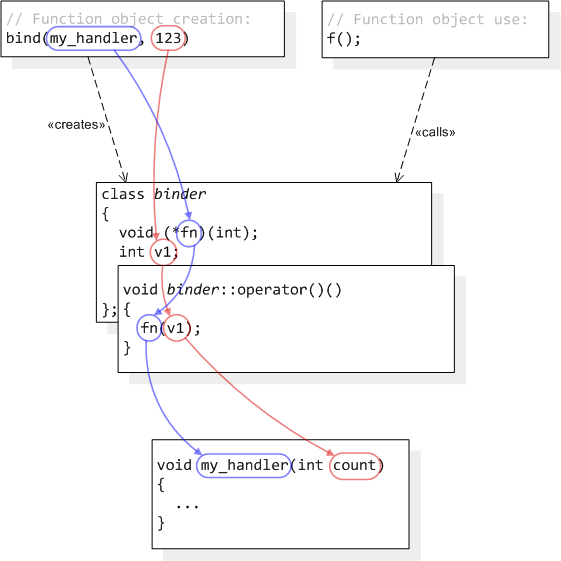 // Function object creation:
bind(my_handler, 123)
// Function object use:
f();
«creates»
«calls»
class binder
{
void (*fn)(int);
int v1;
};
void binder::operator()()
{
fn(v1);
}
void my_handler(int count)
{
...
}